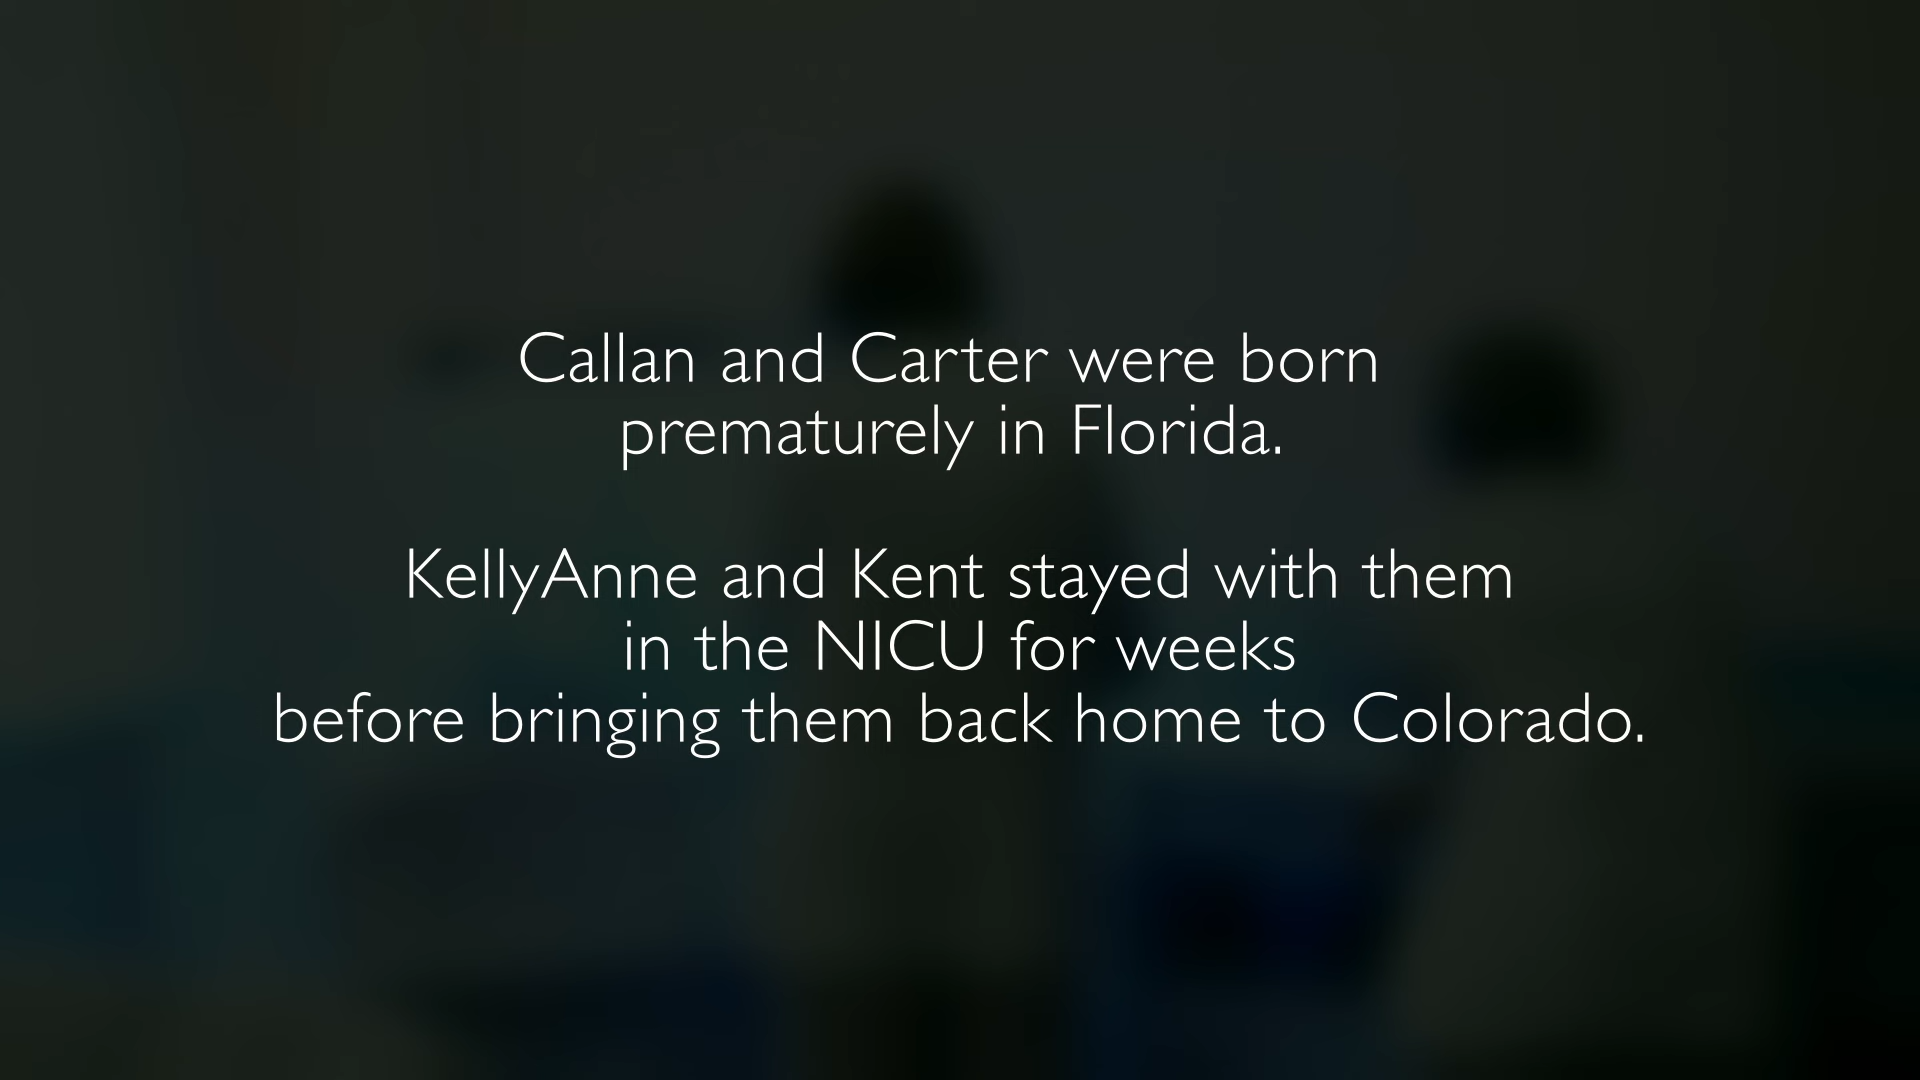 Callan and Carter were born
prematurely in Florida.
KellyAnne and Kent stayed with them
in the NICU for weeks
before bringing them back home to Colorado.